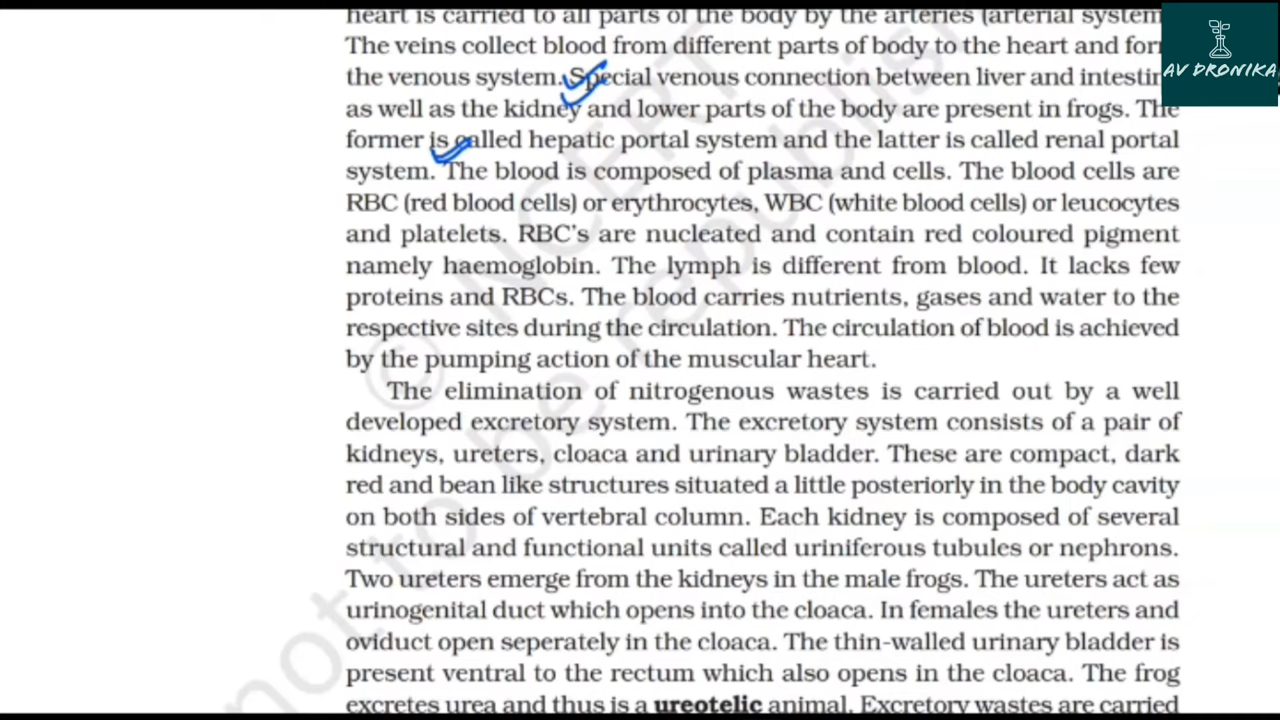 heart is carried to all parts of the body by the arteries (arterial system
The veins collect blood from different parts of body to the heart and for
the venous system. Special venous connection between liver and intestin
as well as the kidney and lower parts of the body are present in frogs. The
former is called hepatic portal system and the latter is called renal portal
system. The blood is composed of plasma and cells. The blood cells are
RBC (red blood cells) or erythrocytes, WBC (white blood cells) or leucocytes
and platelets. RBC's are nucleated and contain red coloured pigment
namely haemoglobin. The lymph is different from blood. It lacks few
proteins and RBCs. The blood carries nutrients, gases and water to the
respective sites during the circulation. The circulation of blood is achieved
by the pumping action of the muscular heart.
The elimination of nitrogenous wastes is carried out by a well
developed excretory system. The excretory system consists of a pair of
kidneys, ureters, cloaca and urinary bladder. These are compact, dark
red and bean like structures situated a little posteriorly in the body cavity
on both sides of vertebral column. Each kidney is composed of several
structural and functional units called uriniferous tubules or nephrons.
Two ureters emerge from the kidneys in the male frogs. The ureters act as
urinogenital duct which opens into the cloaca. In females the ureters and
oviduct open seperately in the cloaca. The thin-walled urinary bladder is
present ventral to the rectum which also opens in the cloaca. The frog
excretes urea and thus is a ureotelic animal. Excretory wastes are carried
AV DRONIKA
© NCERT
not to be republis